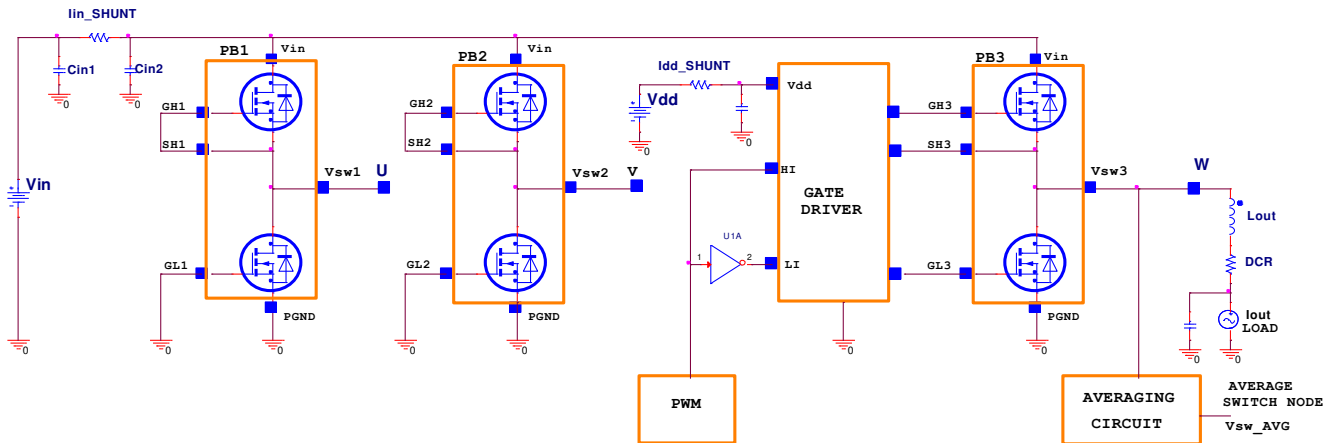 Iin_SHUNT
Cin1
Cin2
0
0
Vin
PB1
Vin
GH1
SH1
Vsw1
U
GL1
PGND
0
0
PB2
Vin
GH2
SH2
Vsw2
V
GL2
PGND
0
0
Idd_SHUNT
Vdd
0
0
Vdd
HI
GATE
DRIVER
U1A
1
2
LI
0
PWM
PB3
Vin
GH3
SH3
Vsw3
GL3
PGND
0
W
Lout
DCR
Iout
LOAD
0
0
AVERAGING
CIRCUIT
AVERAGE
SWITCH NODE
Vsw_AVG
0